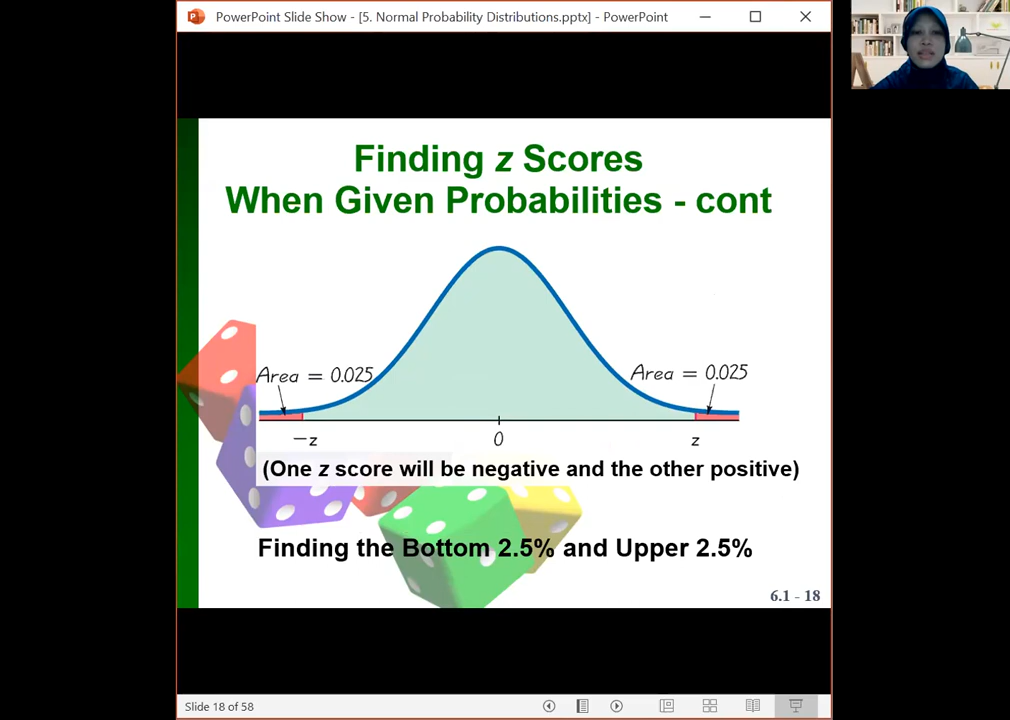 PowerPoint Slide Show - [5. Normal Probability Distributions.pptx] - PowerPoint
Finding z Scores
When Given Probabilities - cont
Area = 0.025
Area = 0.025
−z
0
z
(One z score will be negative and the other positive)
Finding the Bottom 2.5% and Upper 2.5%
6.1 - 18
Slide 18 of 58